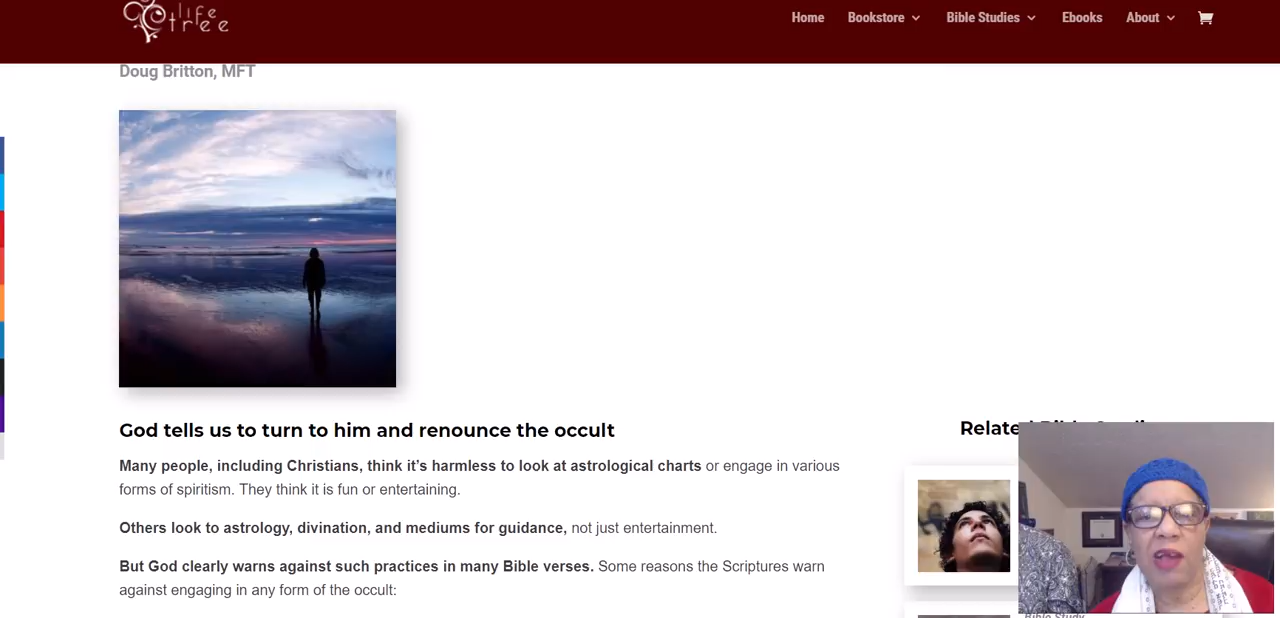 life
tree
Home
Bookstore
Bible Studies
Ebooks
About
Doug Britton, MFT
God tells us to turn to him and renounce the occult
Many people, including Christians, think it’s harmless to look at astrological charts or engage in various
forms of spiritism. They think it is fun or entertaining.
Others look to astrology, divination, and mediums for guidance, not just entertainment.
But God clearly warns against such practices in many Bible verses. Some reasons the Scriptures warn
against engaging in any form of the occult:
Related Bible Studi
Bible Study